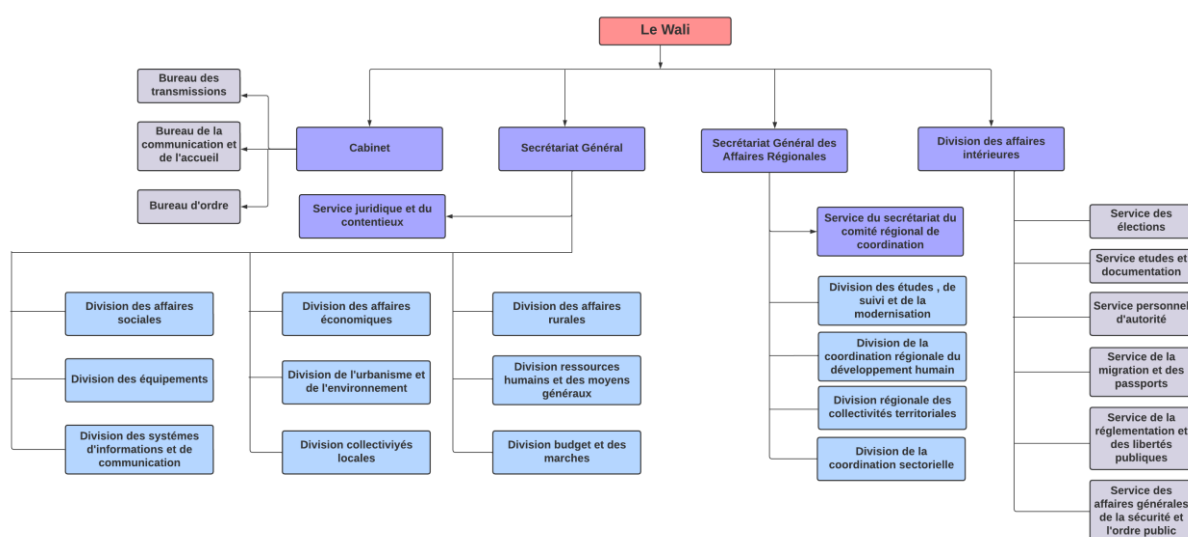 Le Wali
Bureau des
transmissions
Bureau de la
communication et
de l'accueil
Bureau d'ordre
Cabinet
Secrétariat Général
Secrétariat Général des
Affaires Régionales
Division des affaires
intérieures
Service juridique et du
contentieux
Division des affaires
sociales
Division des équipements
Division des systémes
d'informations et de
communication
Division des affaires
économiques
Division de l'urbanisme et
de l'environnement
Division collectiviyés
locales
Division des affaires
rurales
Division ressources
humains et des moyens
généraux
Division budget et des
marches
Service du secrétariat du
comité régional de
coordination
Division des études , de
suivi et de la
modernisation
Division de la
coordination régionale du
développement humain
Division régionale des
collectivités territoriales
Division de la
coordination sectorielle
Service des
élections
Service etudes et
documentation
Service personnel
d'autorité
Service de la
migration et des
passports
Service de la
réglementation et
des libertés
publiques
Service des
affaires générales
de la sécurité et
l'ordre public